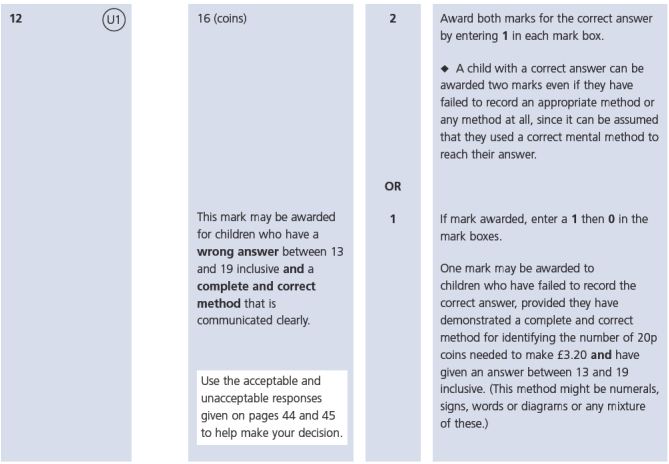 12
U1
16 (coins)
2
Award both marks for the correct answer
by entering 1 in each mark box.
◆ A child with a correct answer can be
awarded two marks even if they have
failed to record an appropriate method or
any method at all, since it can be assumed
that they used a correct mental method to
reach their answer.
OR
This mark may be awarded
for children who have a
wrong answer between 13
and 19 inclusive and a
complete and correct
method that is
communicated clearly.
Use the acceptable and
unacceptable responses
given on pages 44 and 45
to help make your decision.
1
If mark awarded, enter a 1 then 0 in the
mark boxes.
One mark may be awarded to
children who have failed to record the
correct answer, provided they have
demonstrated a complete and correct
method for identifying the number of 20p
coins needed to make £3.20 and have
given an answer between 13 and 19
inclusive. (This method might be numerals,
signs, words or diagrams or any mixture
of these.)